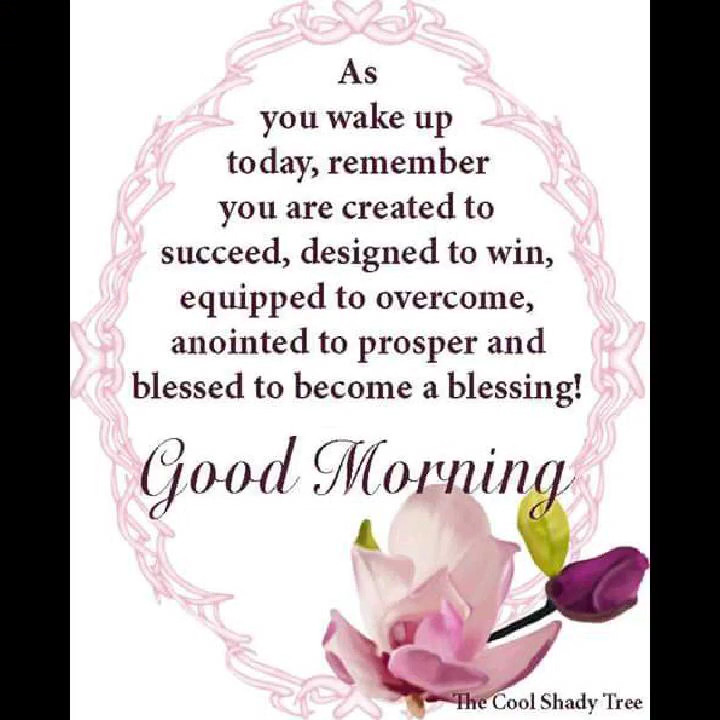 As
you wake up
today, remember
you are created to
succeed, designed to win,
equipped to overcome,
anointed to prosper and
blessed to become a blessing!
Good Morning
The Cool Shady Tree